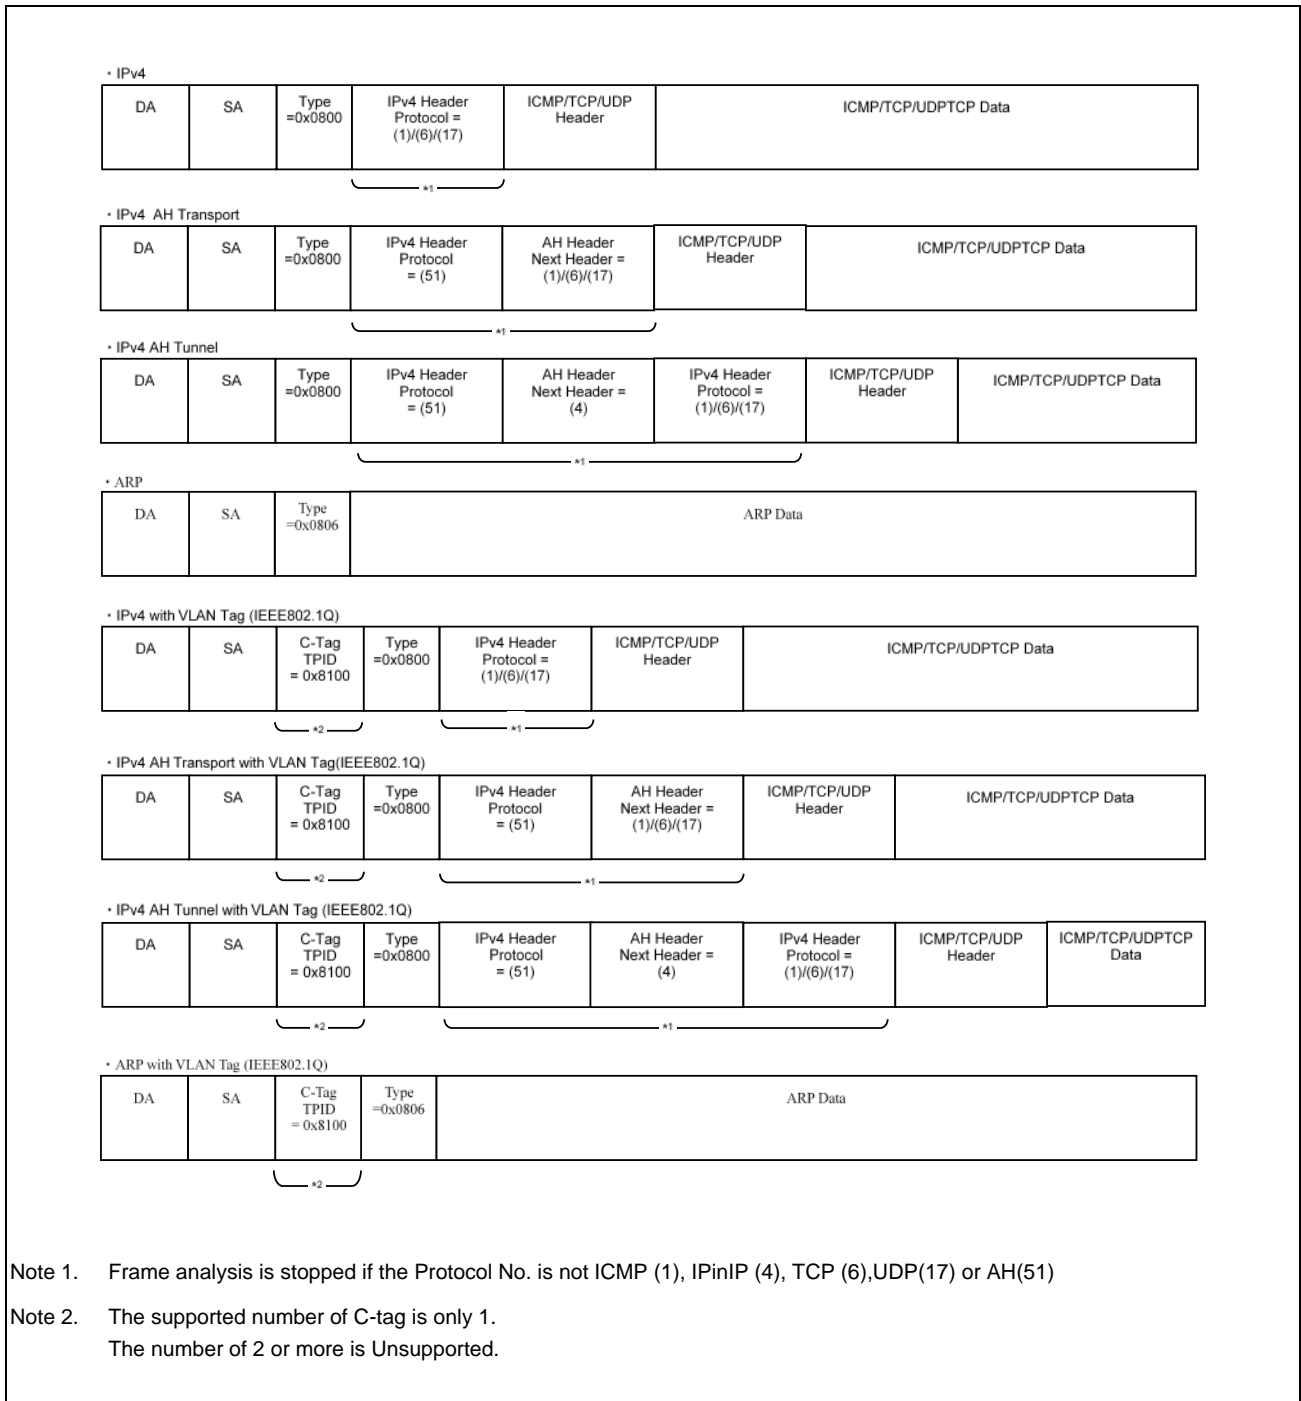 ・IPv4
DA SA Type IPv4 Header ICMP/TCP/UDP ICMP/TCP/UDPTCP Data
=0x0800 Protocol = Header
(1)/(6)/(17)
*1
・IPv4 AH Transport
DA SA Type IPv4 Header AH Header ICMP/TCP/UDP ICMP/TCP/UDPTCP Data
=0x0800 Protocol Next Header = Header
= (51) (1)/(6)/(17)
*1
・IPv4 AH Tunnel
DA SA Type IPv4 Header AH Header IPv4 Header ICMP/TCP/UDP ICMP/TCP/UDPTCP Data
=0x0800 Protocol Next Header = Protocol = Header
= (51) (4) (1)/(6)/(17)
*1
・ARP
DA SA Type ARP Data
=0x0806
・IPv4 with VLAN Tag (IEEE802.1Q)
DA SA C-Tag Type IPv4 Header ICMP/TCP/UDP ICMP/TCP/UDPTCP Data
TPID =0x0800 Protocol = Header
= 0x8100 (1)/(6)/(17)
*2 *1
・IPv4 AH Transport with VLAN Tag(IEEE802.1Q)
DA SA C-Tag Type IPv4 Header AH Header ICMP/TCP/UDP ICMP/TCP/UDPTCP Data
TPID =0x0800 Protocol Next Header = Header
= 0x8100 = (51) (1)/(6)/(17)
*2 *1
・IPv4 AH Tunnel with VLAN Tag (IEEE802.1Q)
DA SA C-Tag Type IPv4 Header AH Header IPv4 Header ICMP/TCP/UDP ICMP/TCP/UDPTCP
TPID =0x0800 Protocol Next Header = Protocol = Header Data
= 0x8100 = (51) (4) (1)/(6)/(17)
*2 *1
・ARP with VLAN Tag (IEEE802.1Q)
DA SA C-Tag Type ARP Data
TPID =0x0806
= 0x8100
*2
Note 1. Frame analysis is stopped if the Protocol No. is not ICMP (1), IPinIP (4), TCP (6),UDP(17) or AH(51)
Note 2. The supported number of C-tag is only 1.
The number of 2 or more is Unsupported.